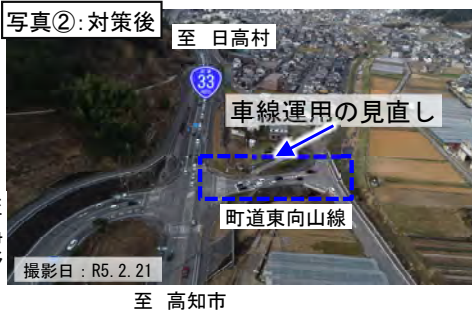 写真②:対策後
至 日高村
33
車線運用の見直し
町道東向山線
撮影日:R5.2.21
至 高知市